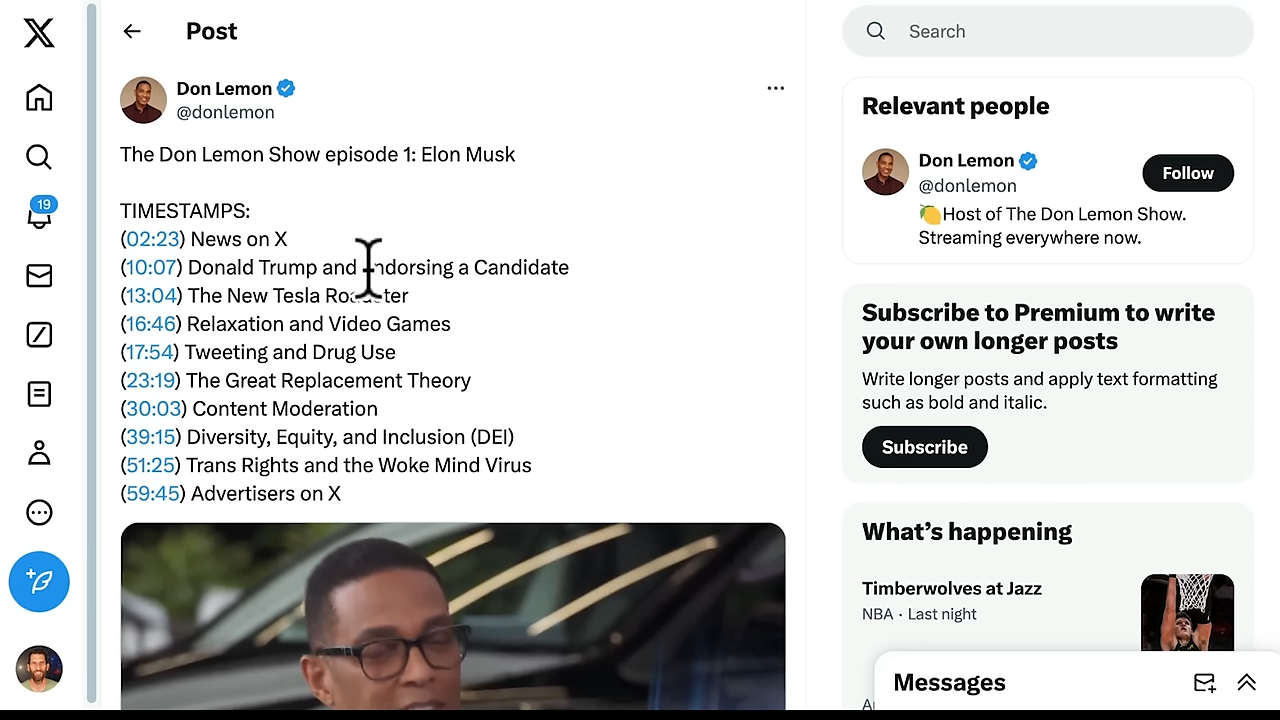 Post
Don Lemon
@donlemon
The Don Lemon Show episode 1: Elon Musk
TIMESTAMPS:
(02:23) News on X
(10:07) Donald Trump and Endorsing a Candidate
(13:04) The New Tesla Roadster
(16:46) Relaxation and Video Games
(17:54) Tweeting and Drug Use
(23:19) The Great Replacement Theory
(30:03) Content Moderation
(39:15) Diversity, Equity, and Inclusion (DEI)
(51:25) Trans Rights and the Woke Mind Virus
(59:45) Advertisers on X
19
Search
Relevant people
Don Lemon
@donlemon
Follow
🍋Host of The Don Lemon Show.
Streaming everywhere now.
Subscribe to Premium to write
your own longer posts
Write longer posts and apply text formatting
such as bold and italic.
Subscribe
What’s happening
Timberwolves at Jazz
NBA · Last night
Messages